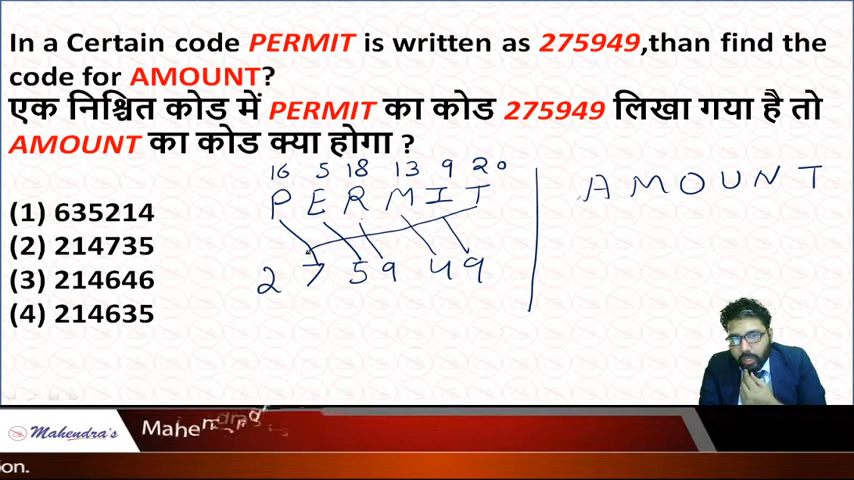 In a Certain code PERMIT is written as 275949,than find the
code for AMOUNT?
एक निश्चित कोड में PERMIT का कोड 275949 लिखा गया है तो
AMOUNT का कोड क्या होगा ?
16 5 18 13 9 20
P E R M I T
A M O U N T
2 7 5 9 4 9
(1) 635214
(2) 214735
(3) 214646
(4) 214635
Mahendra's
Mahendra
on.